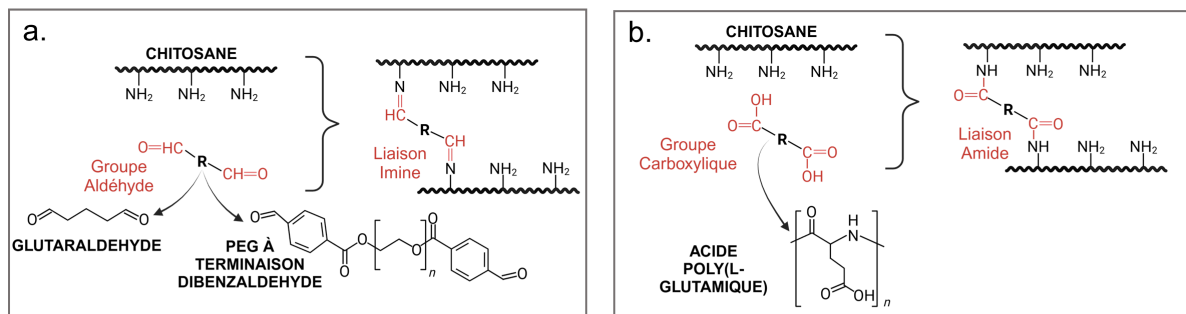 a.
CHITOSANE
NH₂ NH₂ NH₂
O=HC
R
CH=O
Groupe
Aldéhyde
N NH₂ NH₂
HC
R
CH
Liaison
Imine
N
NH₂ NH₂
O O
GLUTARALDEHYDE
PEG À
TERMINAISON
DIBENZALDEHYDE
O
O
O
O
n
O
O
O
b.
CHITOSANE
NH₂ NH₂ NH₂
OH
O
R
O
OH
Groupe
Carboxylique
NH NH₂ NH₂
O
R
O
Liaison
Amide
NH
NH₂ NH₂
ACIDE
POLY(L-
GLUTAMIQUE)
O H
N
O OH
n